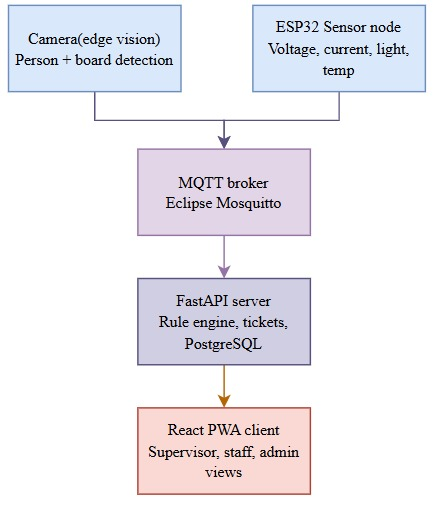 Camera(edge vision)
Person + board detection
ESP32 Sensor node
Voltage, current, light,
temp
MQTT broker
Eclipse Mosquitto
FastAPI server
Rule engine, tickets,
PostgreSQL
React PWA client
Supervisor, staff, admin
views